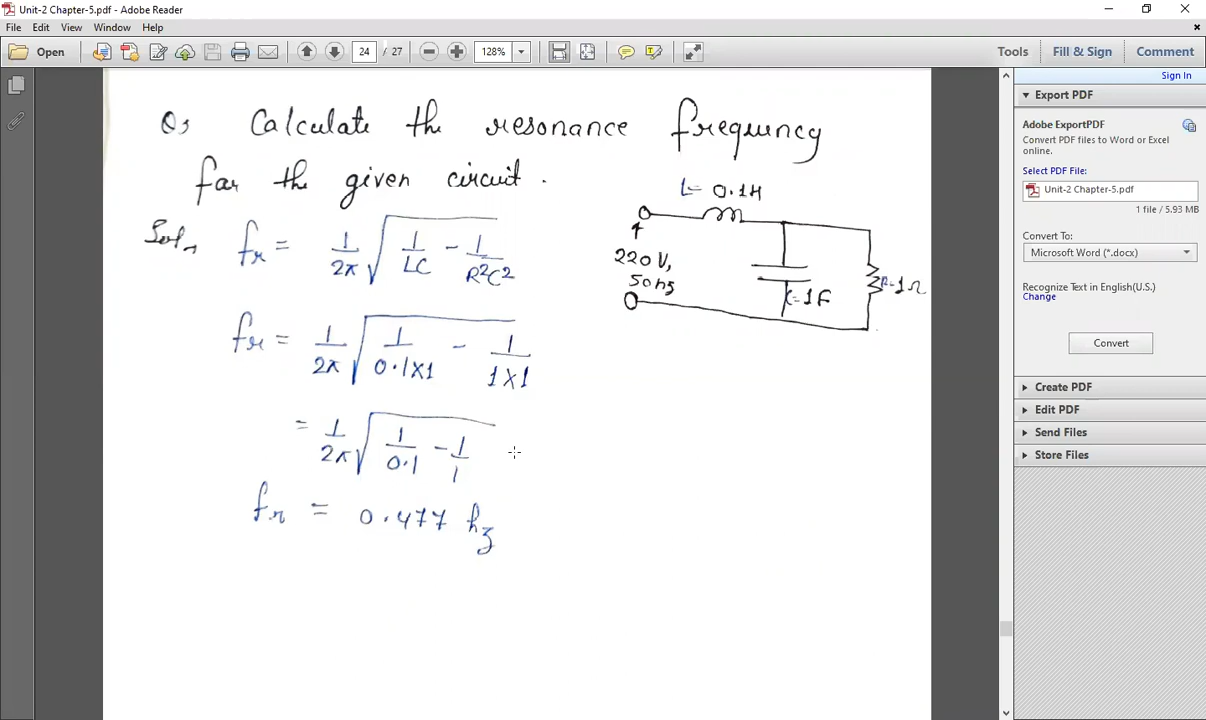 Unit-2 Chapter-5.pdf - Adobe Reader
File Edit View Window Help
Open 24 / 27 128% Tools Fill & Sign Comment
Sign In
Export PDF
Adobe ExportPDF
Convert PDF files to Word or Excel
online.
Select PDF File:
Unit-2 Chapter-5.pdf
1 file / 5.93 MB
Convert To:
Microsoft Word (*.docx)
Recognize Text in English(U.S.)
Change
Convert
Create PDF
Edit PDF
Send Files
Store Files
Q, Calculate the resonance frequency
for the given circuit.
L= 0.1H
220V,
50hz
C=1F
R=1Ω
Sol,
fr = 1/2π √(1/LC - 1/R²C²)
fr = 1/2π √(1/0.1×1 - 1/1×1)
= 1/2π √(1/0.1 - 1/1)
fr = 0.477 hz